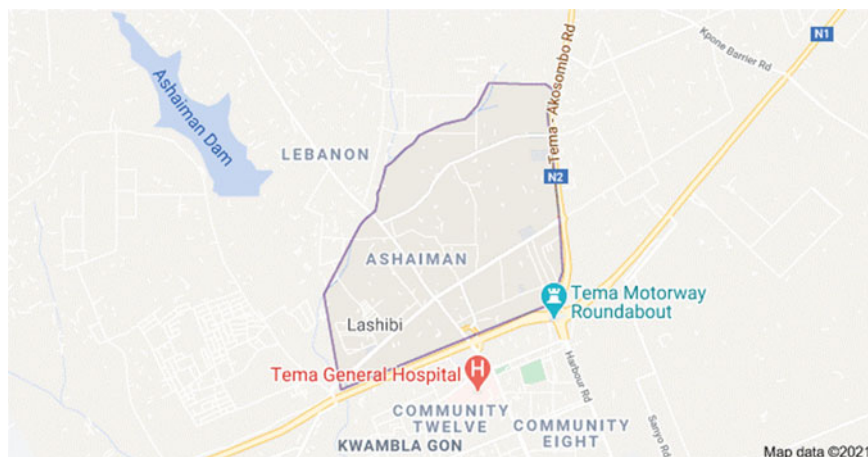 N1
Kpone Barrier Rd
Tema - Akosombo Rd
Ashaiman Dam
LEBANON
N2
ASHAIMAN
Tema Motorway
Roundabout
Lashibi
Tema General Hospital
H
Harbour Rd
COMMUNITY
TWELVE
COMMUNITY
EIGHT
Sanyo Rd
KWAMBLA GON
Map data ©2021